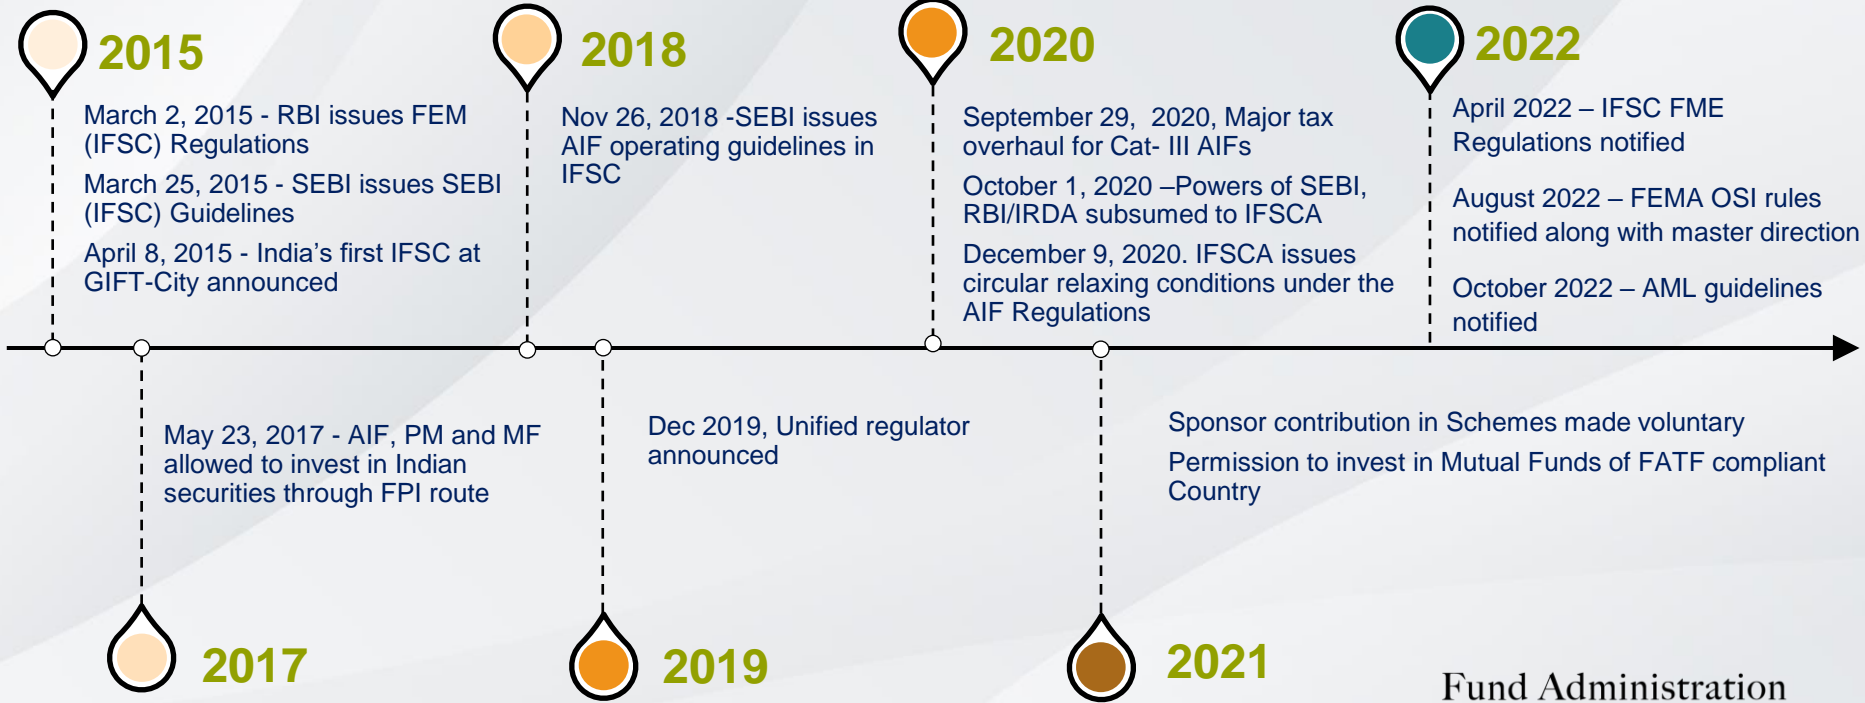 2015
March 2, 2015 - RBI issues FEM
(IFSC) Regulations
March 25, 2015 - SEBI issues SEBI
(IFSC) Guidelines
April 8, 2015 - India's first IFSC at
GIFT-City announced
2018
Nov 26, 2018 -SEBI issues
AIF operating guidelines in
IFSC
2020
September 29, 2020, Major tax
overhaul for Cat- III AIFs
October 1, 2020 –Powers of SEBI,
RBI/IRDA subsumed to IFSCA
December 9, 2020. IFSCA issues
circular relaxing conditions under the
AIF Regulations
2022
April 2022 – IFSC FME
Regulations notified
August 2022 – FEMA OSI rules
notified along with master direction
October 2022 – AML guidelines
notified
May 23, 2017 - AIF, PM and MF
allowed to invest in Indian
securities through FPI route
2017
Dec 2019, Unified regulator
announced
2019
Sponsor contribution in Schemes made voluntary
Permission to invest in Mutual Funds of FATF compliant
Country
2021
Fund Administration